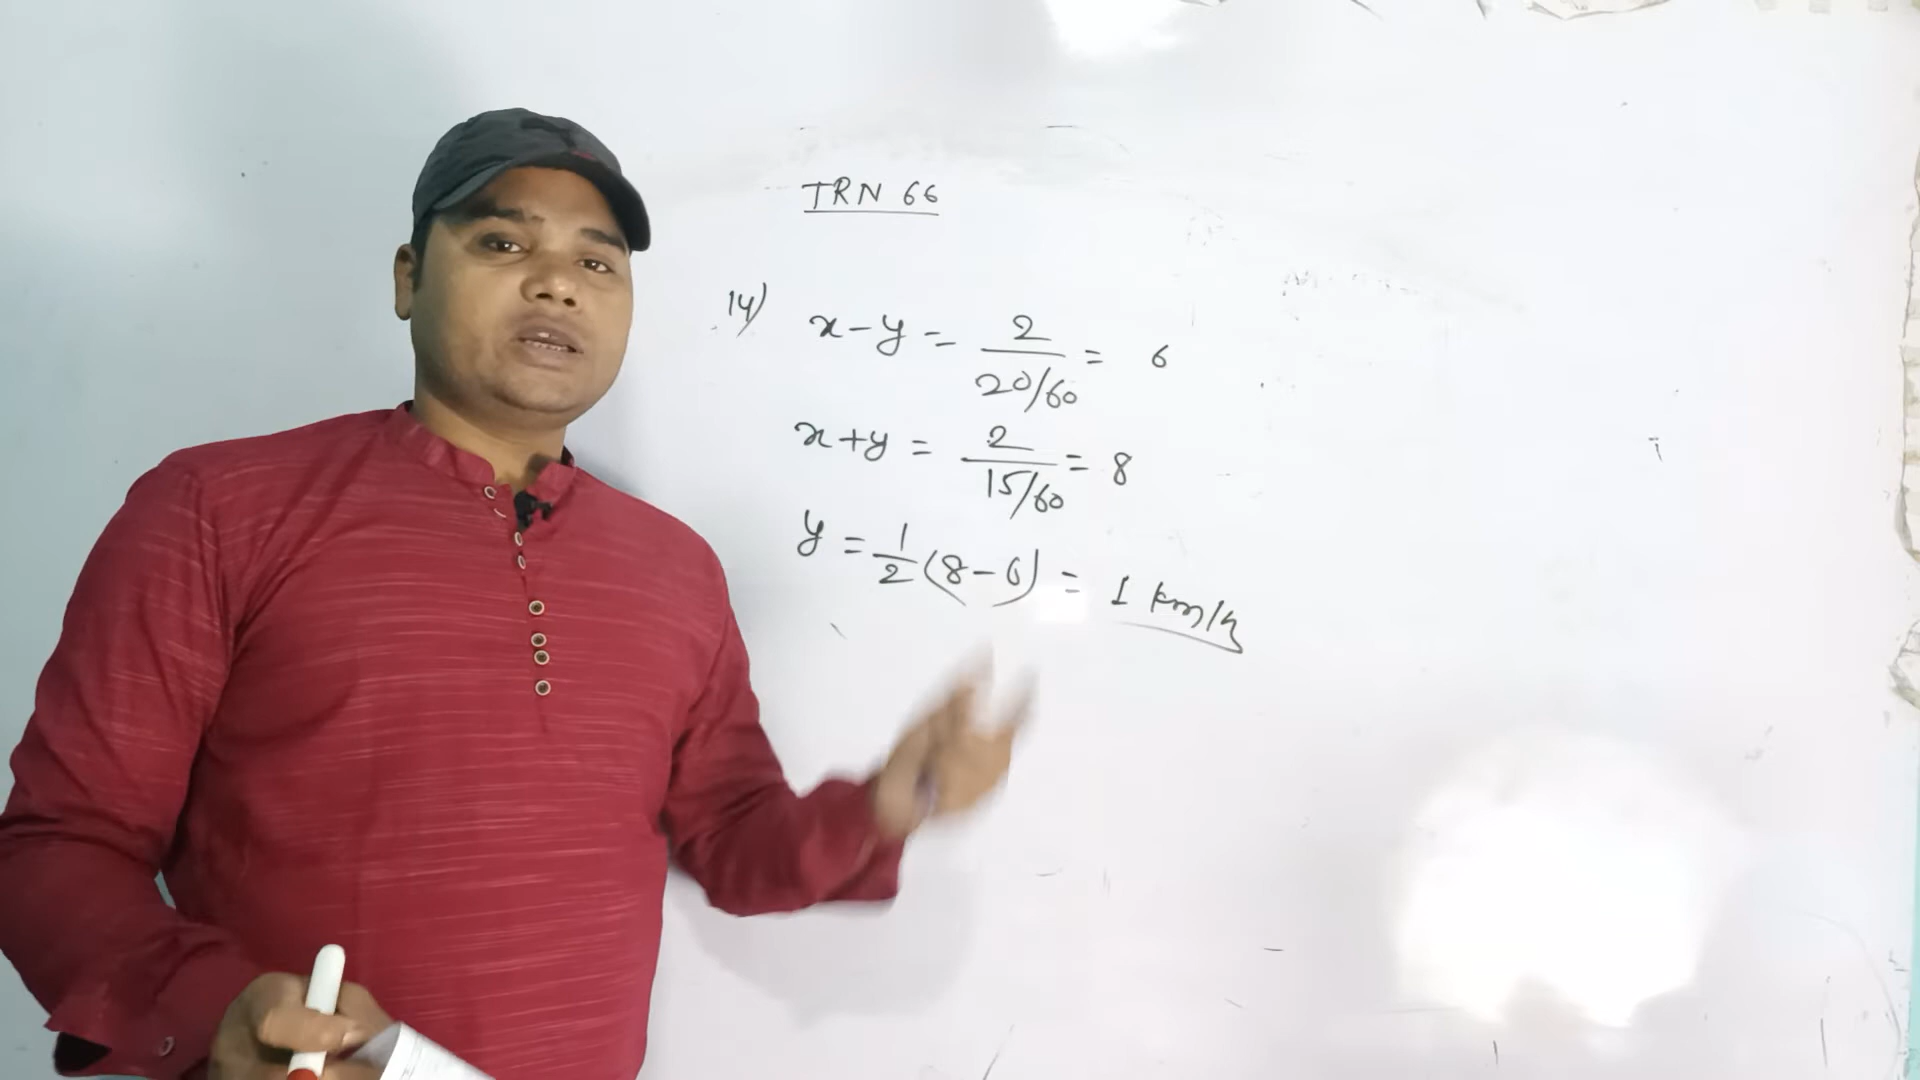 TRN 66
14) x-y = 2/(20/60) = 6
x+y = 2/(15/60) = 8
y = 1/2 (8-6) = 1 km/h